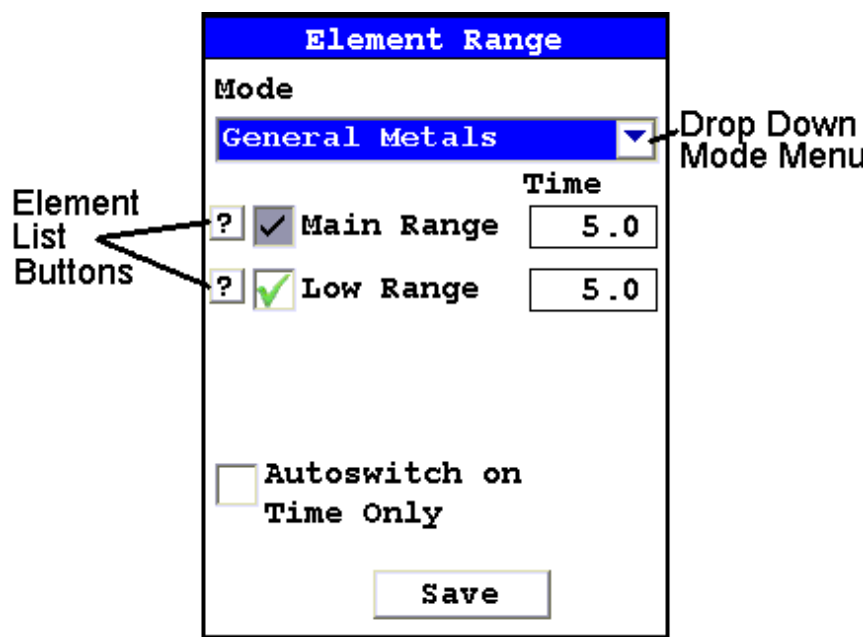 Element Range
Mode
General Metals
Drop Down
Mode Menu
Time
Element
List
Buttons
? Main Range 5.0
? Low Range 5.0
Autoswitch on
Time Only
Save